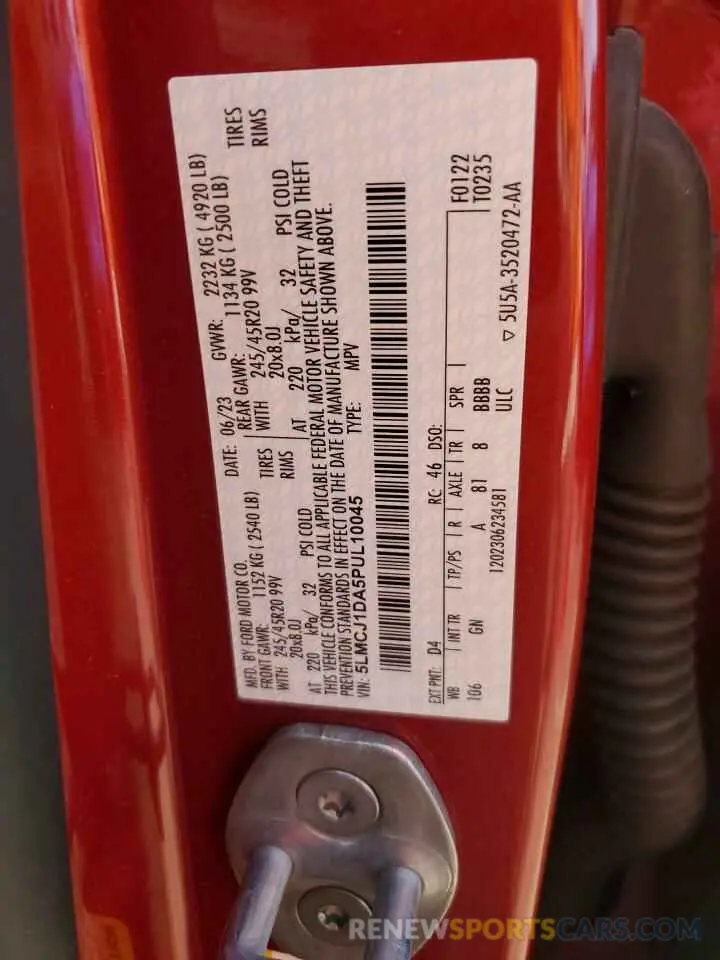 MFD. BY FORD MOTOR CO.
DATE: 06/23 GVWR: 2232 KG ( 4920 LB)
FRONT GAWR: 1152 KG ( 2540 LB)
REAR GAWR: 1134 KG ( 2500 LB)
WITH 245/45R20 99V TIRES
WITH 245/45R20 99V TIRES
20x8.0J RIMS
20x8.0J RIMS
AT 220 kPa/ 32 PSI COLD
AT 220 kPa/ 32 PSI COLD
THIS VEHICLE CONFORMS TO ALL APPLICABLE FEDERAL MOTOR VEHICLE SAFETY AND THEFT
PREVENTION STANDARDS IN EFFECT ON THE DATE OF MANUFACTURE SHOWN ABOVE.
VIN: 5LMCJ1DA5PUL10045 TYPE: MPV
EXT PNT: D4 RC: 46 DSO: F0122
WB INT TR TP/PS R AXLE TR SPR T0235
106 GN A 81 8 BBBB
1202306234581 ULC ▽ 5U5A-3520472-AA
RENEWSPORTSCARS.COM